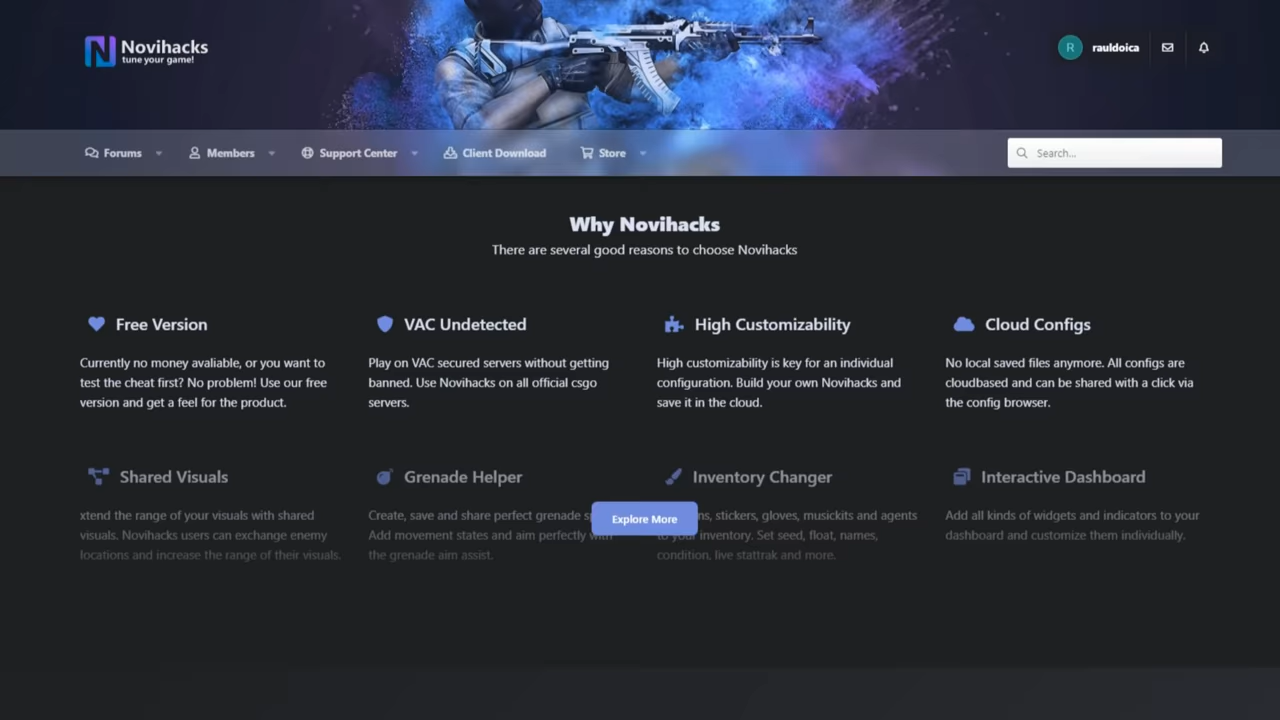 Novihacks
tune your game!
R rauldoica
Forums Members Support Center Client Download Store Search...
Why Novihacks
There are several good reasons to choose Novihacks
Free Version VAC Undetected High Customizability Cloud Configs
Currently no money avaliable, or you want to
test the cheat first? No problem! Use our free
version and get a feel for the product.
Play on VAC secured servers without getting
banned. Use Novihacks on all official csgo
servers.
High customizability is key for an individual
configuration. Build your own Novihacks and
save it in the cloud.
No local saved files anymore. All configs are
cloudbased and can be shared with a click via
the config browser.
Shared Visuals Grenade Helper Inventory Changer Interactive Dashboard
xtend the range of your visuals with shared
visuals. Novihacks users can exchange enemy
locations and increase the range of their visuals.
Create, save and share perfect grenade
Add movement states and aim perfectly with
the grenade aim assist.
Explore More
stickers, gloves, musickits and agents
to your inventory. Set seed, float, names,
condition, live stattrak and more.
Add all kinds of widgets and indicators to your
dashboard and customize them individually.